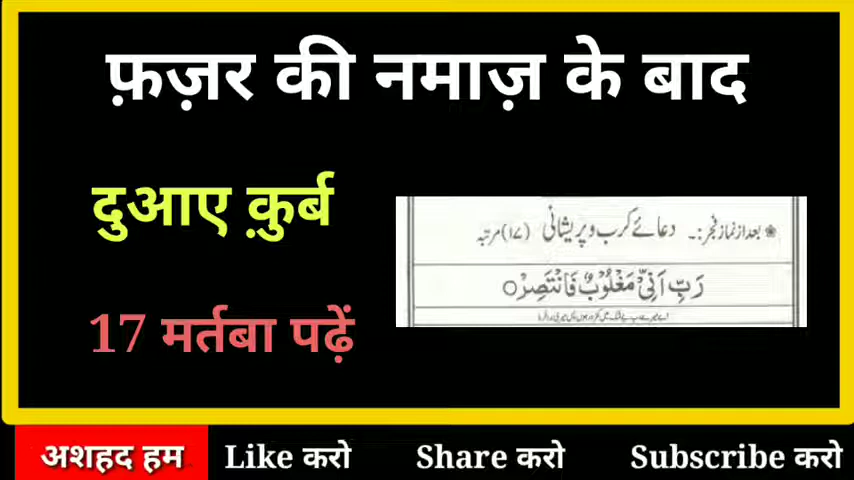 फ़ज़र की नमाज़ के बाद
दुआए क़ुर्ब
17 मर्तबा पढ़ें
❀ بعد از نماز فجر:۔ دعائے کرب و پریشانی (۱۷) مرتبہ
رَبِّ اَنِّیْ مَغْلُوْبٌ فَانْتَصِرْ○
अशहद हम Like करो Share करो Subscribe करो